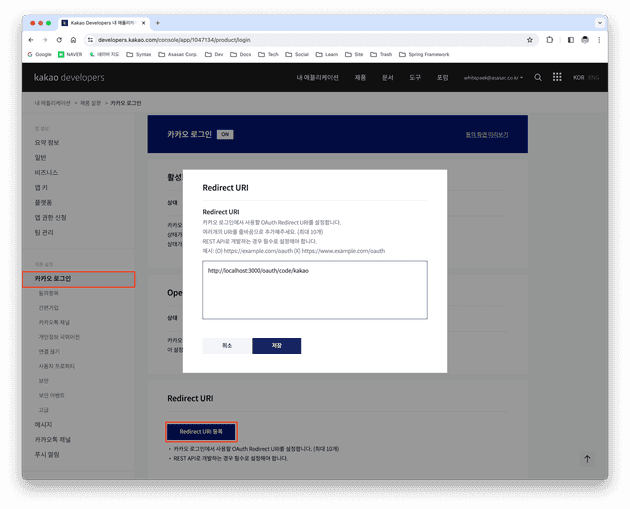 Kakao Developers 내 애플리케이
developers.kakao.com/console/app/1047134/product/login
Google NAVER 네이버 지도 Syntax Asasac Corp. Dev Docs Tech Social Learn Site Trash Spring Framework
kakao developers 내 애플리케이션 제품 문서 도구 포럼 whitepaek@asasac.co.kr KOR ENG
내 애플리케이션 > 제품 설정 > 카카오 로그인
요약 정보
일반
비즈니스
앱 키
플랫폼
앱 권한 신청
팀 관리
제품 설정
카카오 로그인
동의항목
간편가입
카카오톡 채널
개인정보 국외이전
연결 끊기
사용자 프로퍼티
보안
보안 이벤트
고급
메시지
카카오톡 채널
푸시 알림
카카오 로그인 ON
동의 화면 미리보기
활성
상태
카카오
상태가
상태가
Ope
상태
카카오
이 설정
Redirect URI
Redirect URI
카카오 로그인에서 사용할 OAuth Redirect URI를 설정합니다.
여러개의 URI를 줄바꿈으로 추가해주세요. (최대 10개)
REST API로 개발하는 경우 필수로 설정해야 합니다.
예시: (O) https://example.com/oauth (X) https://www.example.com/oauth
http://localhost:3000/oauth/code/kakao
취소 저장
Redirect URI
Redirect URI 등록
카카오 로그인에서 사용할 OAuth Redirect URI를 설정합니다. (최대 10개)
REST API로 개발하는 경우 필수로 설정해야 합니다.